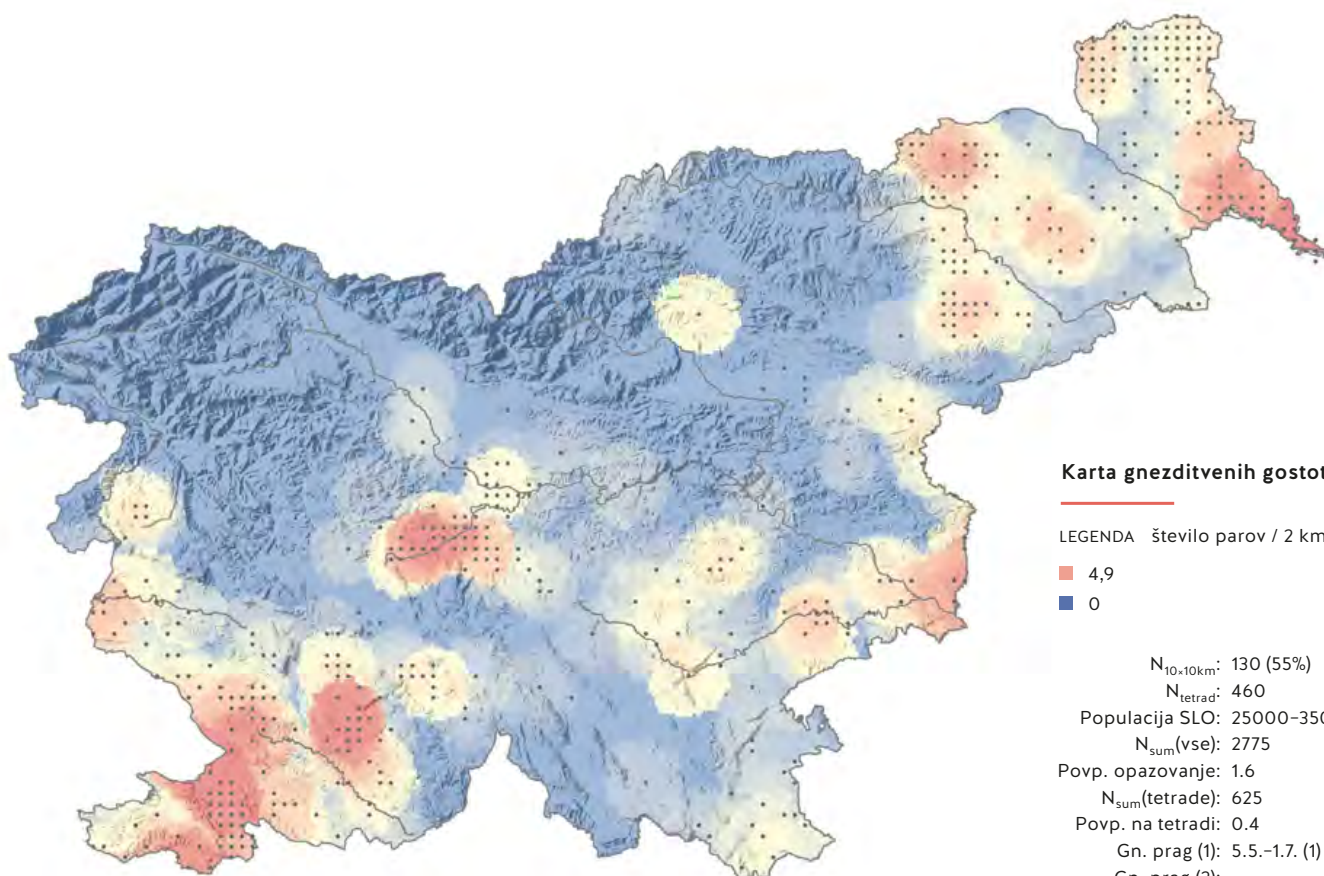 Karta gnezditvenih gostot
LEGENDA število parov / 2 km
4,9
0
N10×10km: 130 (55%)
Ntetrad: 460
Populacija SLO: 25000–350
Nsum(vse): 2775
Povp. opazovanje: 1.6
Nsum(tetrade): 625
Povp. na tetradi: 0.4
Gn. prag (1): 5.5.–1.7. (1)